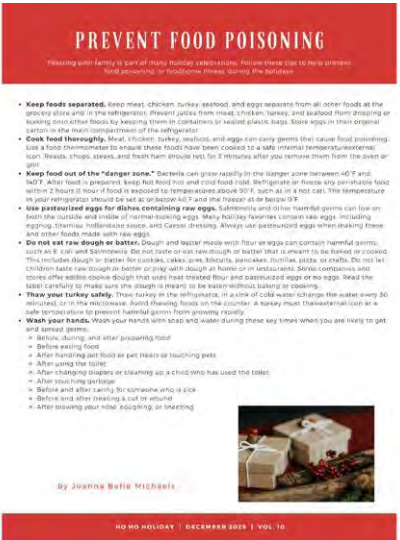 PREVENT FOOD POISONING
Feasting with family is part of many holiday celebrations. Follow these tips to help prevent
food poisoning, or foodborne illness, during the holidays.
• Keep foods separated. Keep meat, chicken, turkey, seafood, and eggs separate from all other foods at the
grocery store and in the refrigerator. Prevent juices from meat, chicken, turkey, and seafood from dripping or
leaking onto other foods by keeping them in containers or sealed plastic bags. Store eggs in their original
carton in the main compartment of the refrigerator.
• Cook food thoroughly. Meat, chicken, turkey, seafood, and eggs can carry germs that cause food poisoning.
Use a food thermometer to ensure these foods have been cooked to a safe internal temperatureexternal
icon. Roasts, chops, steaks, and fresh ham should rest for 3 minutes after you remove them from the oven or
grill.
• Keep food out of the "danger zone." Bacteria can grow rapidly in the danger zone between 40°F and
140°F. After food is prepared, keep hot food hot and cold food cold. Refrigerate or freeze any perishable food
within 2 hours (1 hour if food is exposed to temperatures above 90°F, such as in a hot car). The temperature
in your refrigerator should be set at or below 40°F and the freezer at or below 0°F.
• Use pasteurized eggs for dishes containing raw eggs. Salmonella and other harmful germs can live on
both the outside and inside of normal-looking eggs. Many holiday favorites contain raw eggs, including
eggnog, tiramisu, hollandaise sauce, and Caesar dressing. Always use pasteurized eggs when making these
and other foods made with raw eggs.
• Do not eat raw dough or batter. Dough and batter made with flour or eggs can contain harmful germs,
such as E. coli and Salmonella. Do not taste or eat raw dough or batter that is meant to be baked or cooked.
This includes dough or batter for cookies, cakes, pies, biscuits, pancakes, tortillas, pizza, or crafts. Do not let
children taste raw dough or batter or play with dough at home or in restaurants. Some companies and
stores offer edible cookie dough that uses heat treated flour and pasteurized eggs or no eggs. Read the
label carefully to make sure the dough is meant to be eaten without baking or cooking.
• Thaw your turkey safely. Thaw turkey in the refrigerator, in a sink of cold water (change the water every 30
minutes), or in the microwave. Avoid thawing foods on the counter. A turkey must thawexternal icon at a
safe temperature to prevent harmful germs from growing rapidly.
• Wash your hands. Wash your hands with soap and water during these key times when you are likely to get
and spread germs:
Before, during, and after preparing food
Before eating food
After handling pet food or pet treats or touching pets
After using the toilet
After changing diapers or cleaning up a child who has used the toilet
After touching garbage
Before and after caring for someone who is sick
Before and after treating a cut or wound
After blowing your nose, coughing, or sneezing
by Joanna Belle Michaels
HO HO HOLIDAY | DECEMBER 2025 | VOL. 10